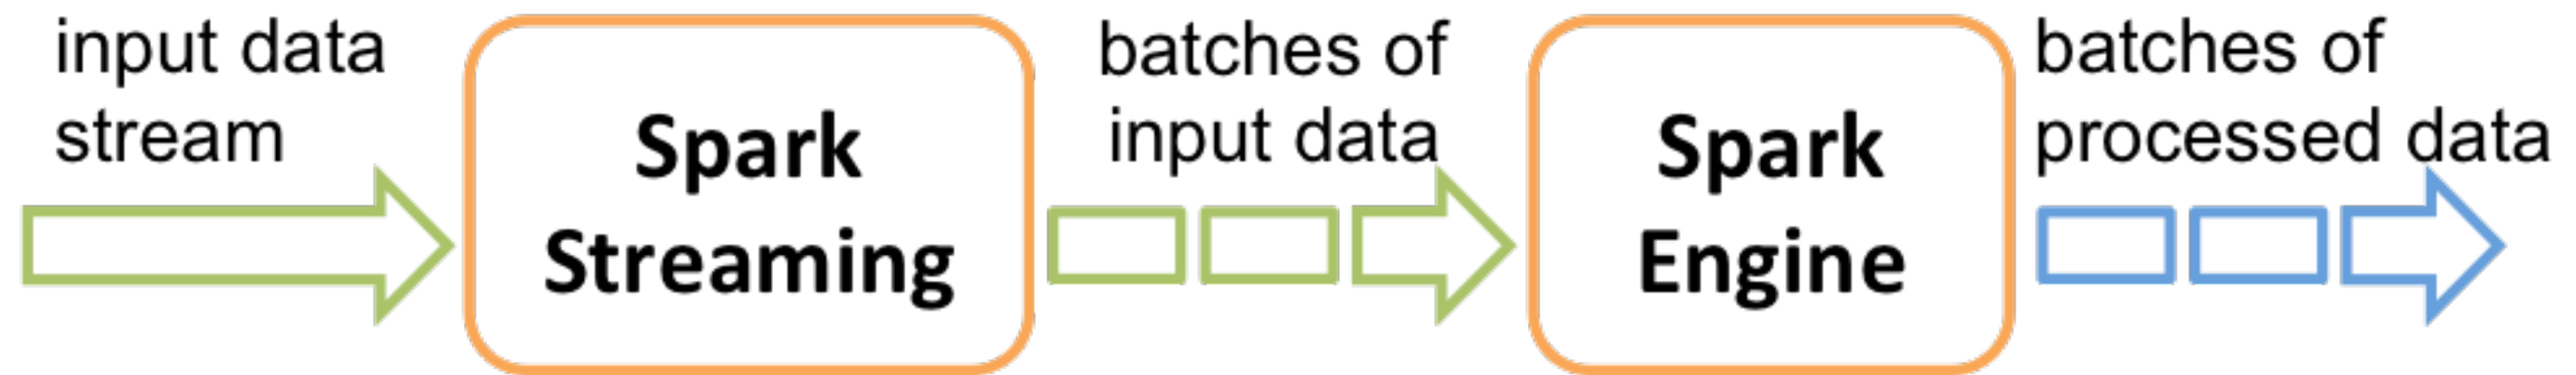 input data
stream
Spark
Streaming
batches of
input data
Spark
Engine
batches of
processed data